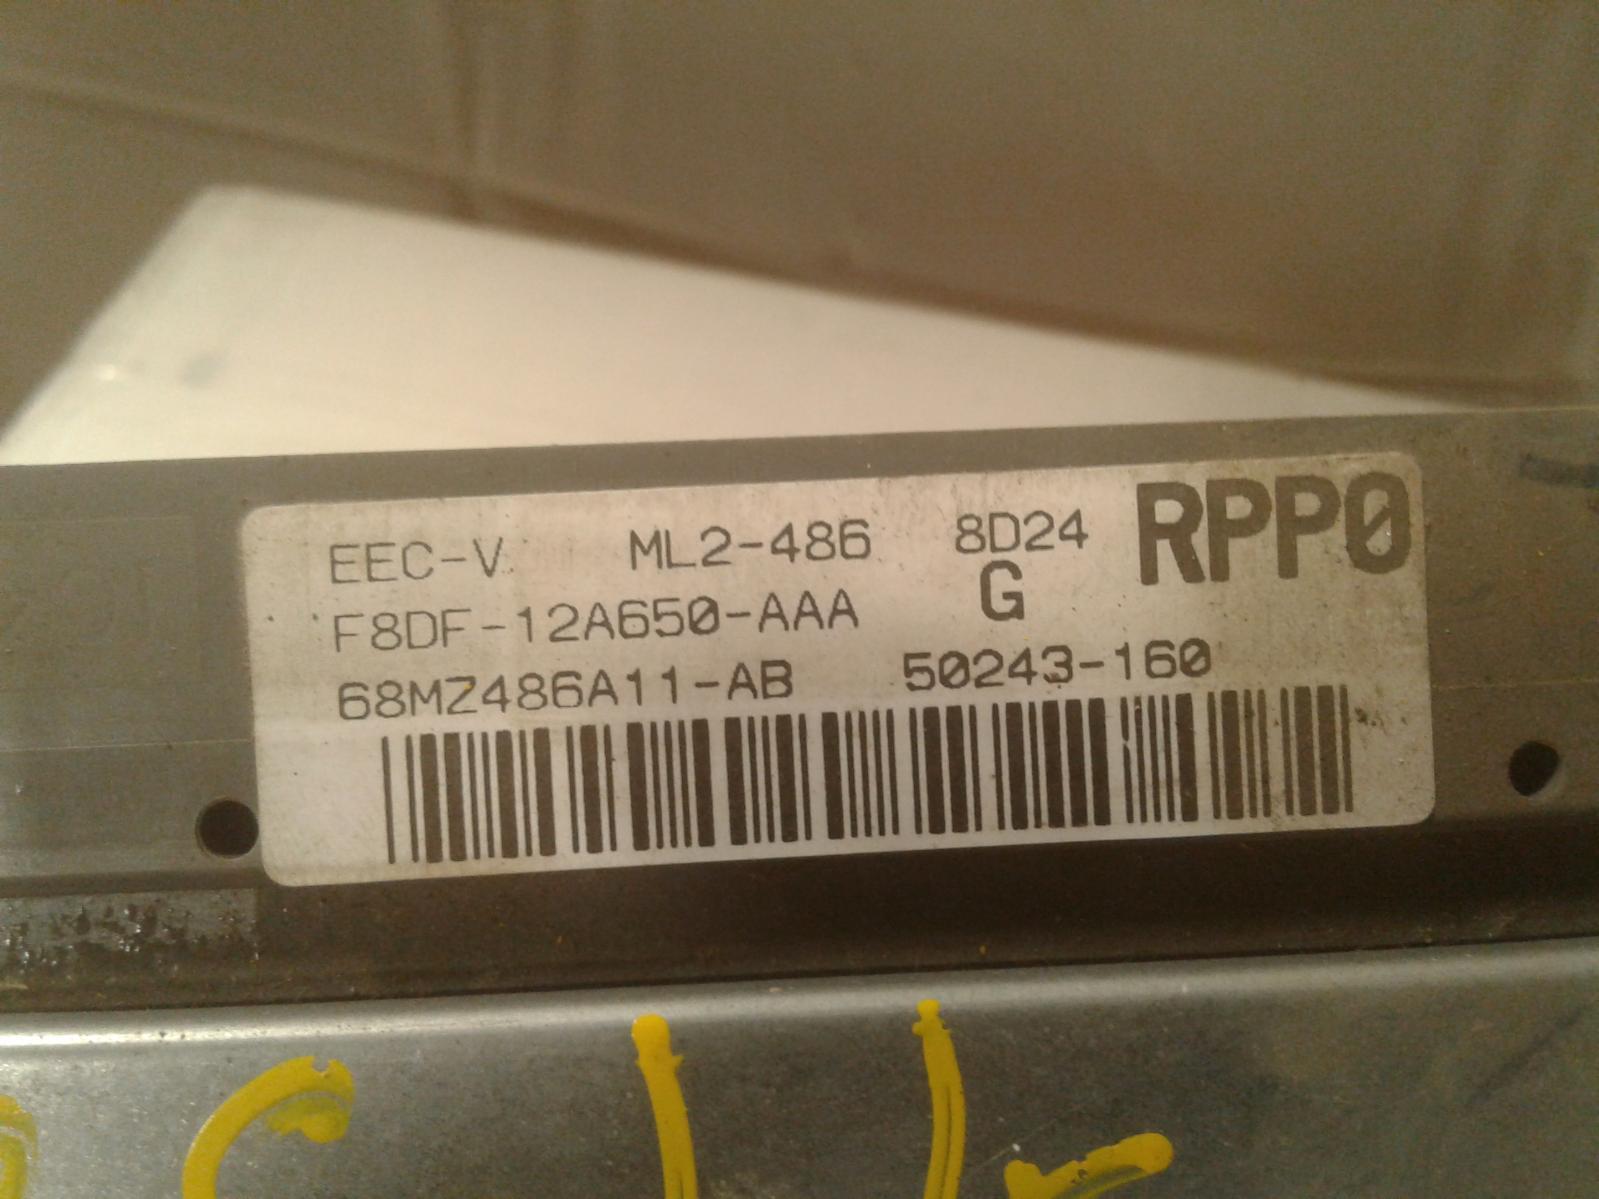 EEC-V ML2-486 8D24 RPP0
F8DF-12A650-AAA G
68MZ486A11-AB 50243-160